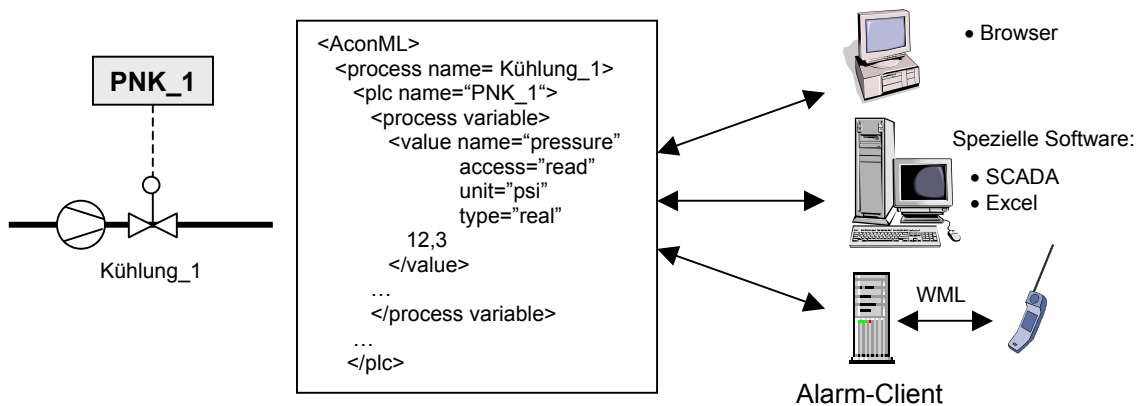 PNK_1
Kühlung_1
<AconML>
<process name= Kühlung_1>
<plc name=“PNK_1“>
<process variable>
<value name=“pressure”
access=”read”
unit=”psi”
type=”real”
12,3
</value>
…
</process variable>
…
</plc>
• Browser
Spezielle Software:
• SCADA
• Excel
WML
Alarm-Client